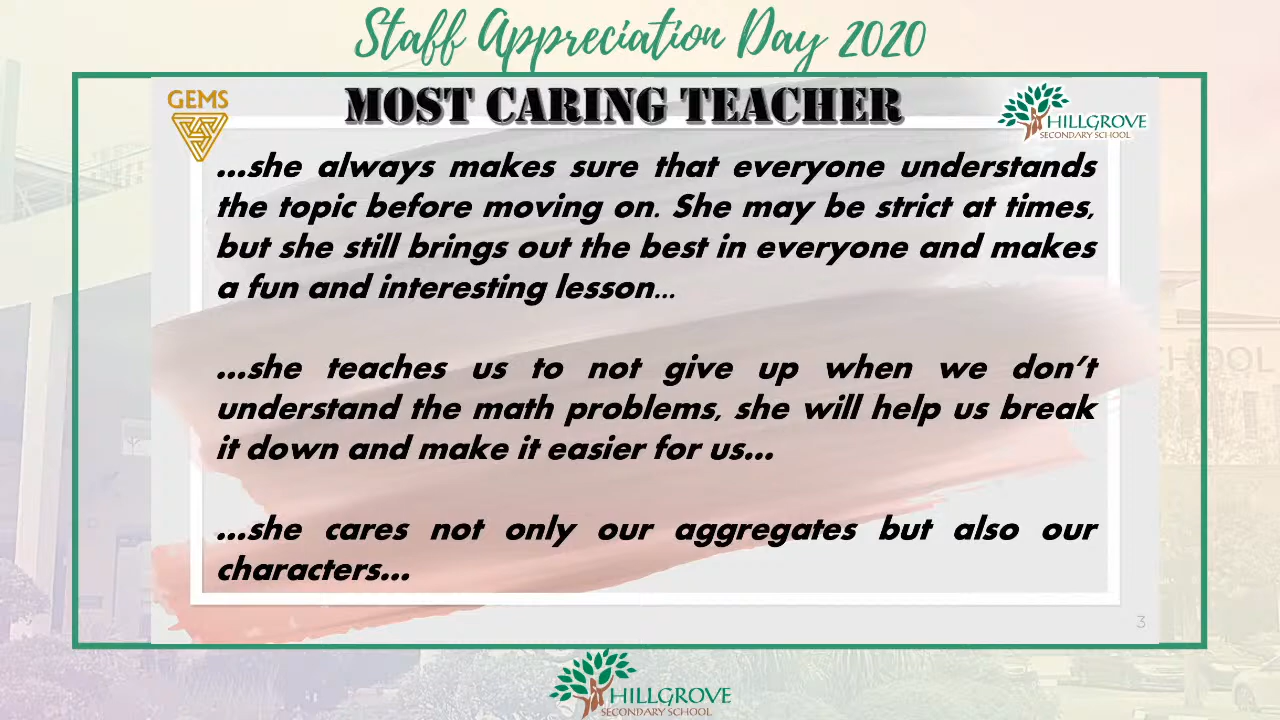 Staff Appreciation Day 2020
GEMS
MOST CARING TEACHER
HILLGROVE
SECONDARY SCHOOL
...she always makes sure that everyone understands
the topic before moving on. She may be strict at times,
but she still brings out the best in everyone and makes
a fun and interesting lesson...
...she teaches us to not give up when we don't
understand the math problems, she will help us break
it down and make it easier for us...
...she cares not only our aggregates but also our
characters...
CHOOL
3
HILLGROVE
SECONDARY SCHOOL